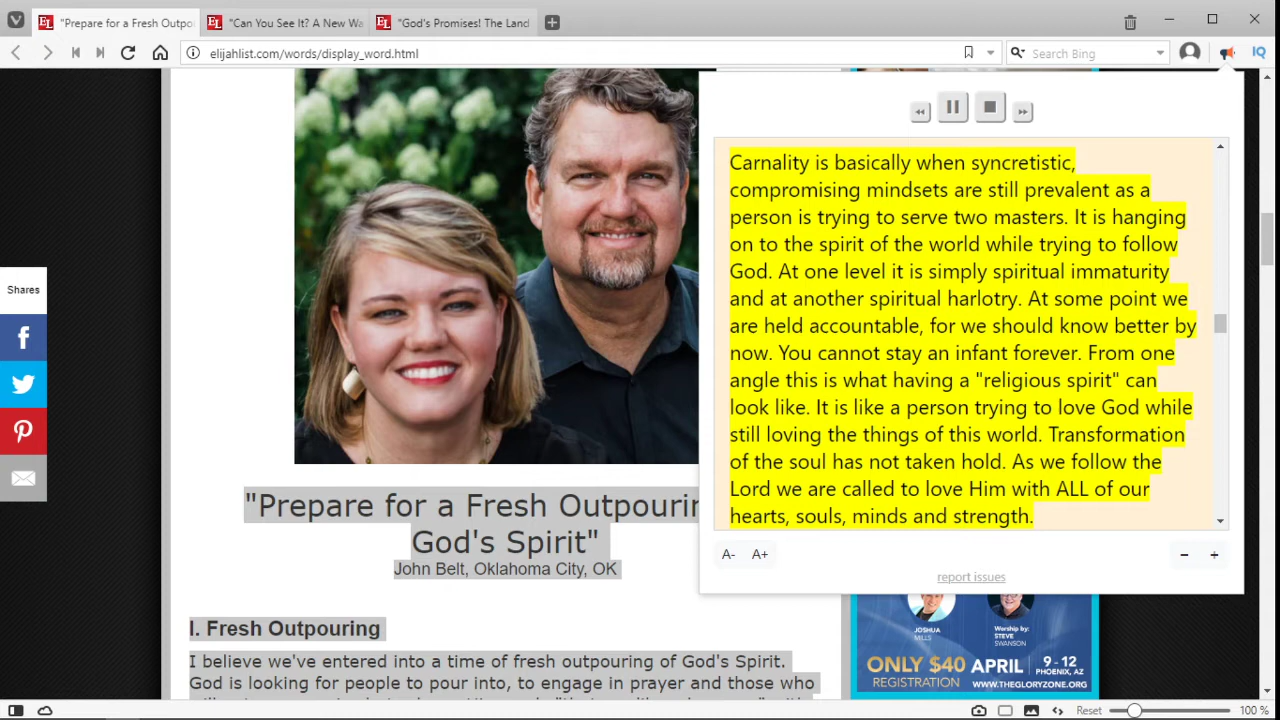 "Prepare for a Fresh Outpo
"Can You See It? A New Wa
"God's Promises! The Land
elijahlist.com/words/display_word.html
Search Bing
IQ
Shares
Carnality is basically when syncretistic,
compromising mindsets are still prevalent as a
person is trying to serve two masters. It is hanging
on to the spirit of the world while trying to follow
God. At one level it is simply spiritual immaturity
and at another spiritual harlotry. At some point we
are held accountable, for we should know better by
now. You cannot stay an infant forever. From one
angle this is what having a "religious spirit" can
look like. It is like a person trying to love God while
still loving the things of this world. Transformation
of the soul has not taken hold. As we follow the
Lord we are called to love Him with ALL of our
hearts, souls, minds and strength.
A- A+
- +
report issues
"Prepare for a Fresh Outpouri
God's Spirit"
John Belt, Oklahoma City, OK
I. Fresh Outpouring
I believe we've entered into a time of fresh outpouring of God's Spirit.
God is looking for people to pour into, to engage in prayer and those who
JOSHUA
MILLS
Worship by:
STEVE
SWANSON
ONLY $40
REGISTRATION
APRIL 9 - 12
PHOENIX, AZ
WWW.THEGLORYZONE.ORG
Reset
100 %